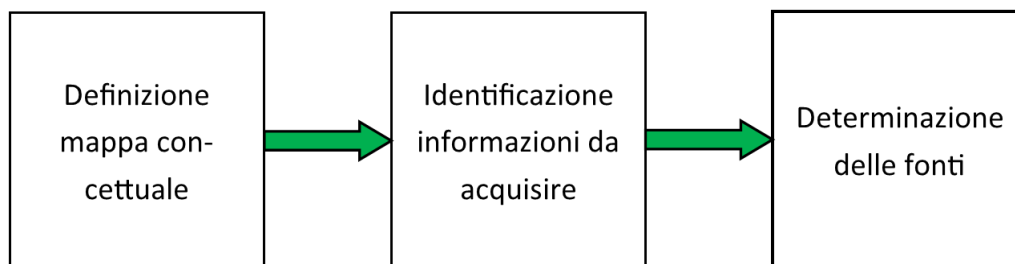 Definizione
mappa con-
cettuale
Identificazione
informazioni da
acquisire
Determinazione
delle fonti